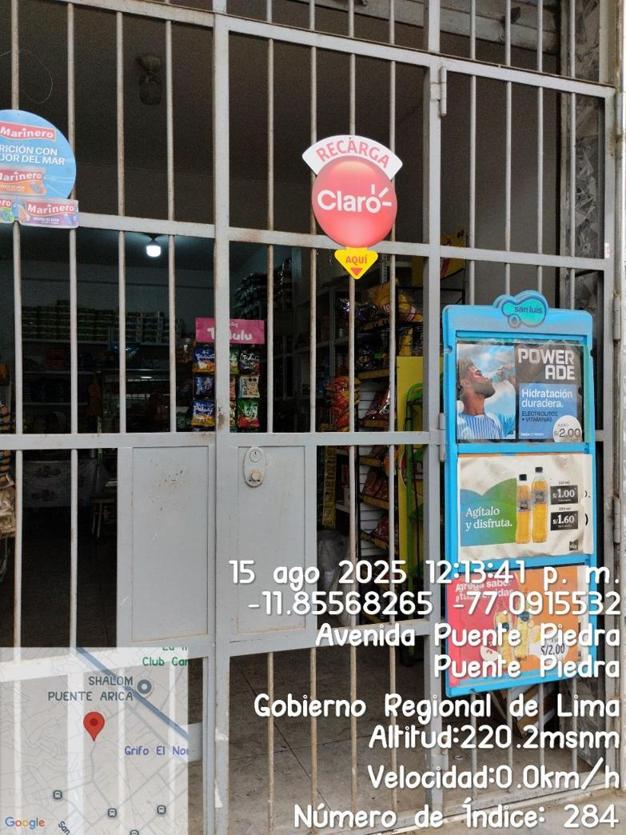 Marinero
RICIÓN CON
JOR DEL MAR
Marinero
Marinero
RECARGA
Claro
AQUÍ
san luis
POWER
ADE
Hidratación
duradera.
ELECTROLITOS
+ VITAMINAS
S/2.00
Agítalo
y disfruta.
S/1.00
S/1.60
Agrega sabor
S/2.00
15 ago 2025 12:13:41 p. m.
-11.85568265 -77.0915532
Avenida Puente Piedra
Puente Piedra
Gobierno Regional de Lima
Altitud:220.2msnm
Velocidad:0.0km/h
Número de Índice: 284
Club Car
SHALOM
PUENTE ARICA
Grifo El No
Google